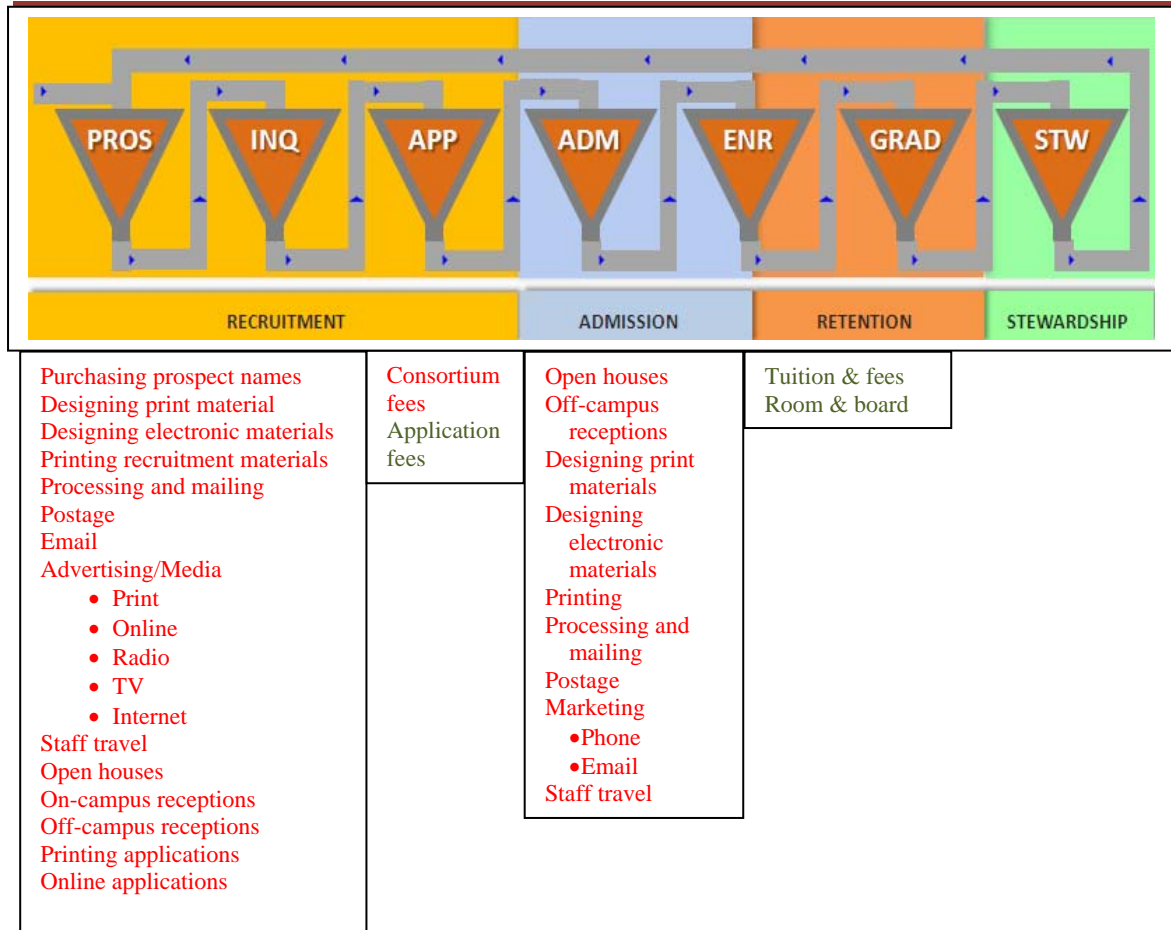 PROS INQ APP ADM ENR GRAD STW
RECRUITMENT ADMISSION RETENTION STEWARDSHIP
Purchasing prospect names
Designing print material
Designing electronic materials
Printing recruitment materials
Processing and mailing
Postage
Email
Advertising/Media
• Print
• Online
• Radio
• TV
• Internet
Staff travel
Open houses
On-campus receptions
Off-campus receptions
Printing applications
Online applications
Consortium
fees
Application
fees
Open houses
Off-campus
receptions
Designing print
materials
Designing
electronic
materials
Printing
Processing and
mailing
Postage
Marketing
•Phone
•Email
Staff travel
Tuition & fees
Room & board